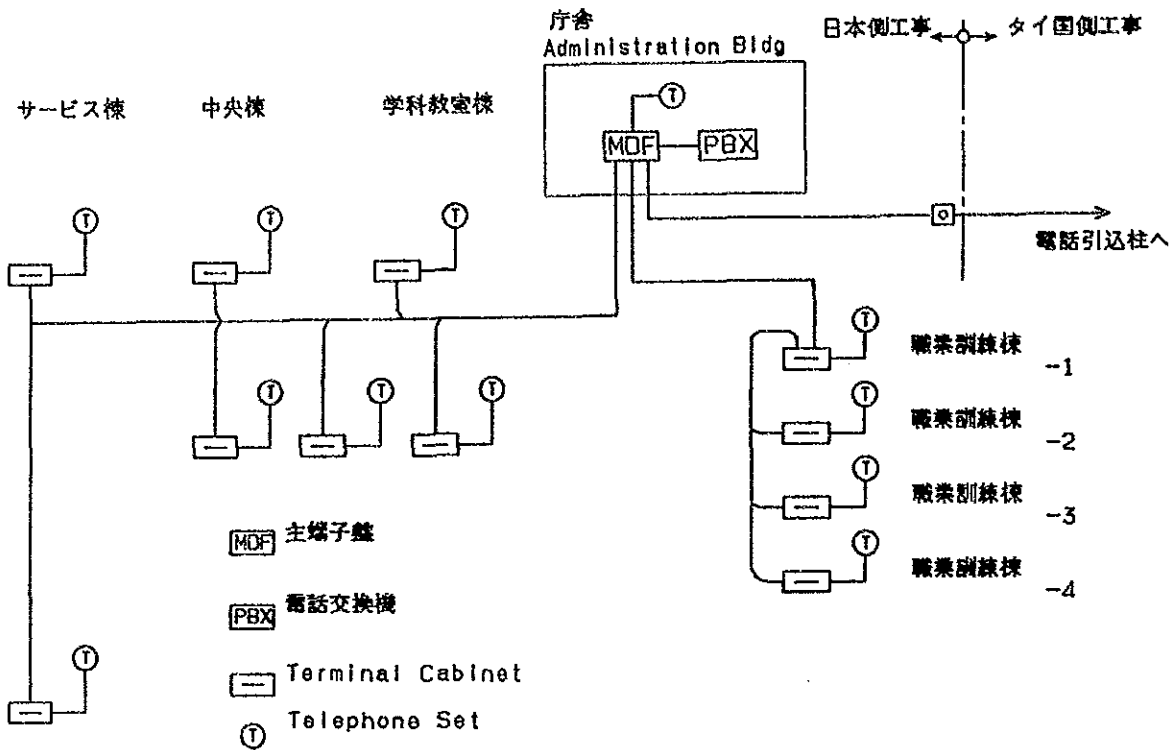 庁舎
Administration Bldg
日本側工事
タイ国側工事
サービス棟
中央棟
学科教室棟
T
MDF
PBX
電話引込柱へ
T
T
T
T
職業訓練棟
-1
T
T
T
T
職業訓練棟
-2
T
職業訓練棟
-3
T
職業訓練棟
-4
MDF 主端子盤
PBX 電話交換機
T
Terminal Cabinet
T Telephone Set